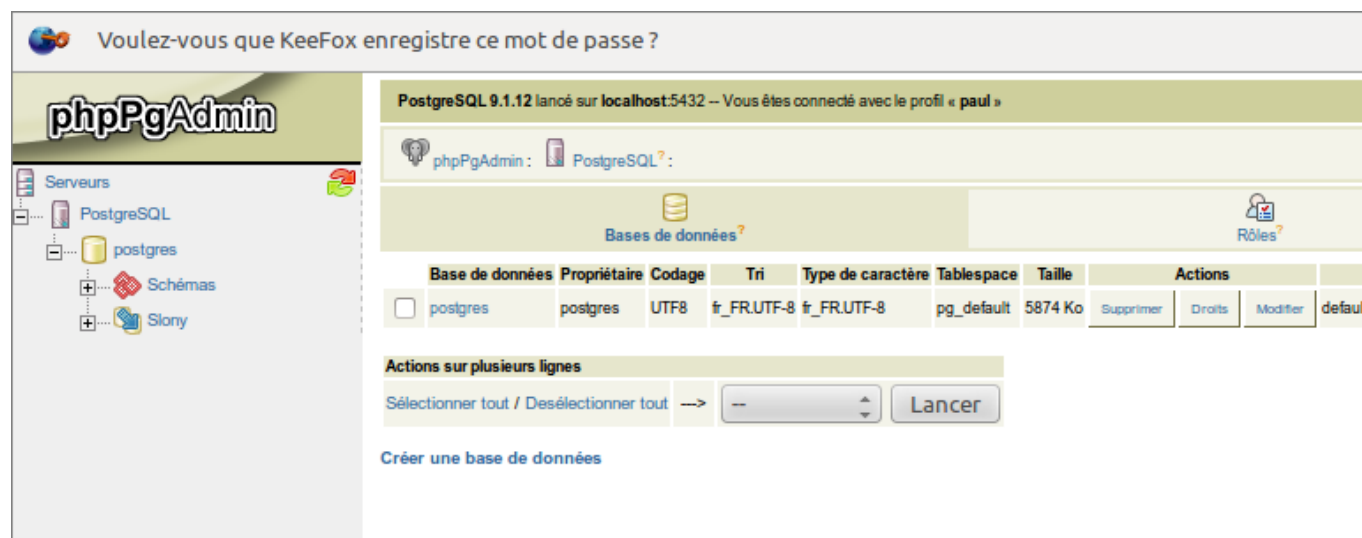 Voulez-vous que KeeFox enregistre ce mot de passe ?
phpPgAdmin
Serveurs
PostgreSQL
postgres
Schémas
Slony
PostgreSQL 9.1.12 lancé sur localhost:5432 -- Vous êtes connecté avec le profil « paul »
phpPgAdmin : PostgreSQL? :
Bases de données? Rôles?
Base de données Propriétaire Codage Tri Type de caractère Tablespace Taille Actions
postgres postgres UTF8 fr_FR.UTF-8 fr_FR.UTF-8 pg_default 5874 Ko Supprimer Droits Modifier defau
Actions sur plusieurs lignes
Sélectionner tout / Desélectionner tout ---> -- Lancer
Créer une base de données